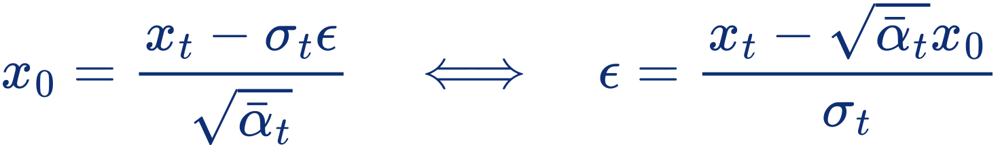 x_0 = \frac{x_t - \sigma_t \epsilon}{\sqrt{\bar{\alpha}_t}} \iff \epsilon = \frac{x_t - \sqrt{\bar{\alpha}_t} x_0}{\sigma_t}